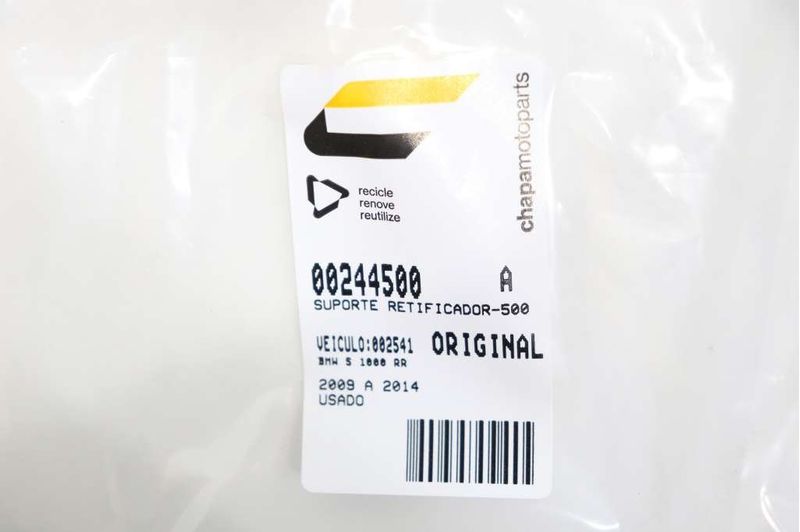 chapamotoparts
recicle
renove
reutilize
00244500 A
SUPORTE RETIFICADOR-500
VEICULO:002541 ORIGINAL
BMW S 1000 RR
2009 A 2014
USADO